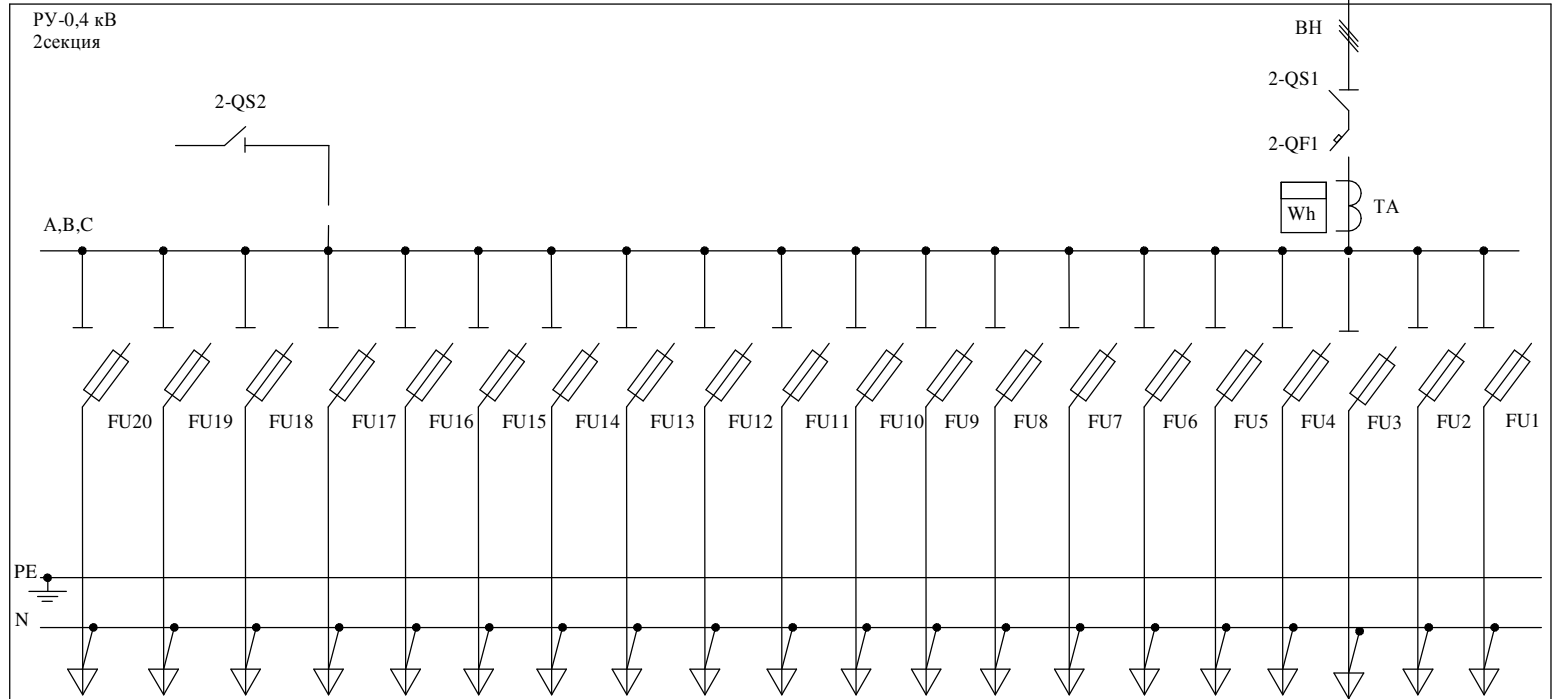 РУ-0,4 кВ
2секция
ВН
2-QS1
2-QS2
2-QF1
Wh
TA
A,B,C
FU20
FU19
FU18
FU17
FU16
FU15
FU14
FU13
FU12
FU11
FU10
FU9
FU8
FU7
FU6
FU5
FU4
FU3
FU2
FU1
PE
N